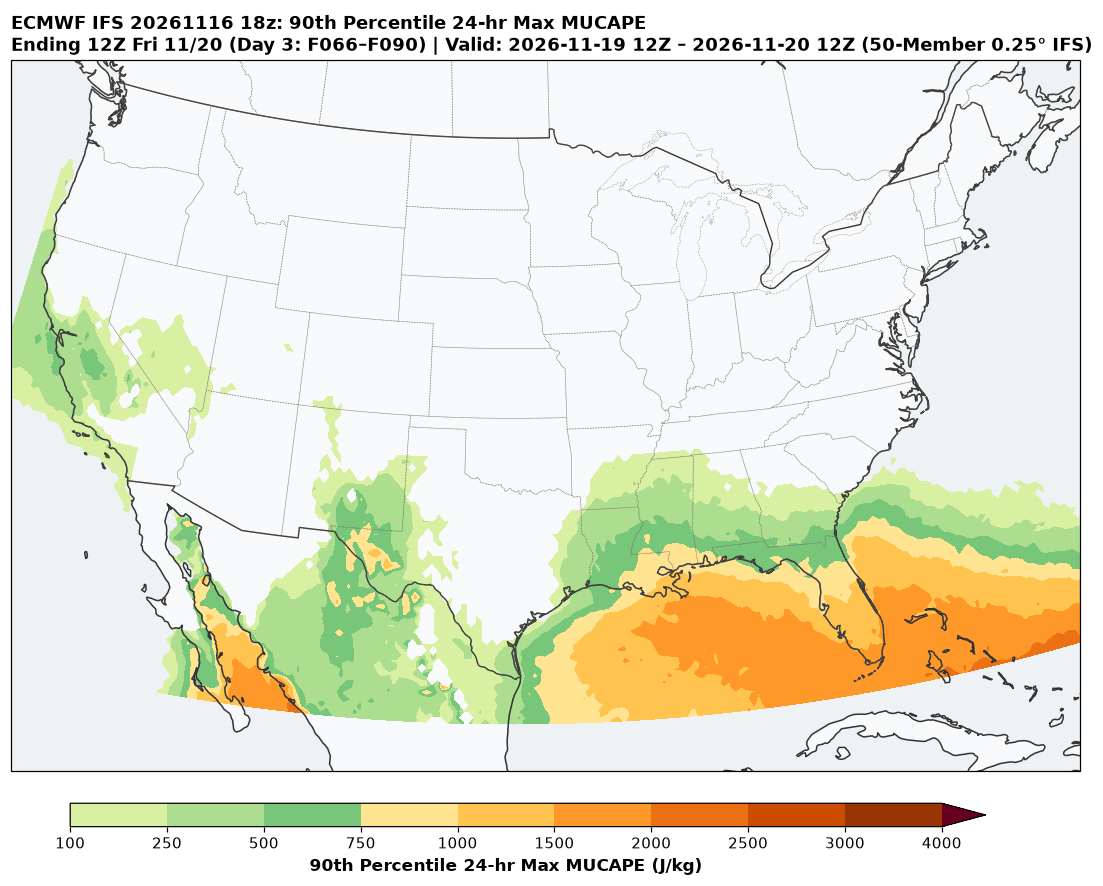 ECMWF IFS 20261116 18z: 90th Percentile 24-hr Max MUCAPE
Ending 12Z Fri 11/20 (Day 3: F066–F090) | Valid: 2026-11-19 12Z – 2026-11-20 12Z (50-Member 0.25° IFS)
100 250 500 750 1000 1500 2000 2500 3000 4000
90th Percentile 24-hr Max MUCAPE (J/kg)